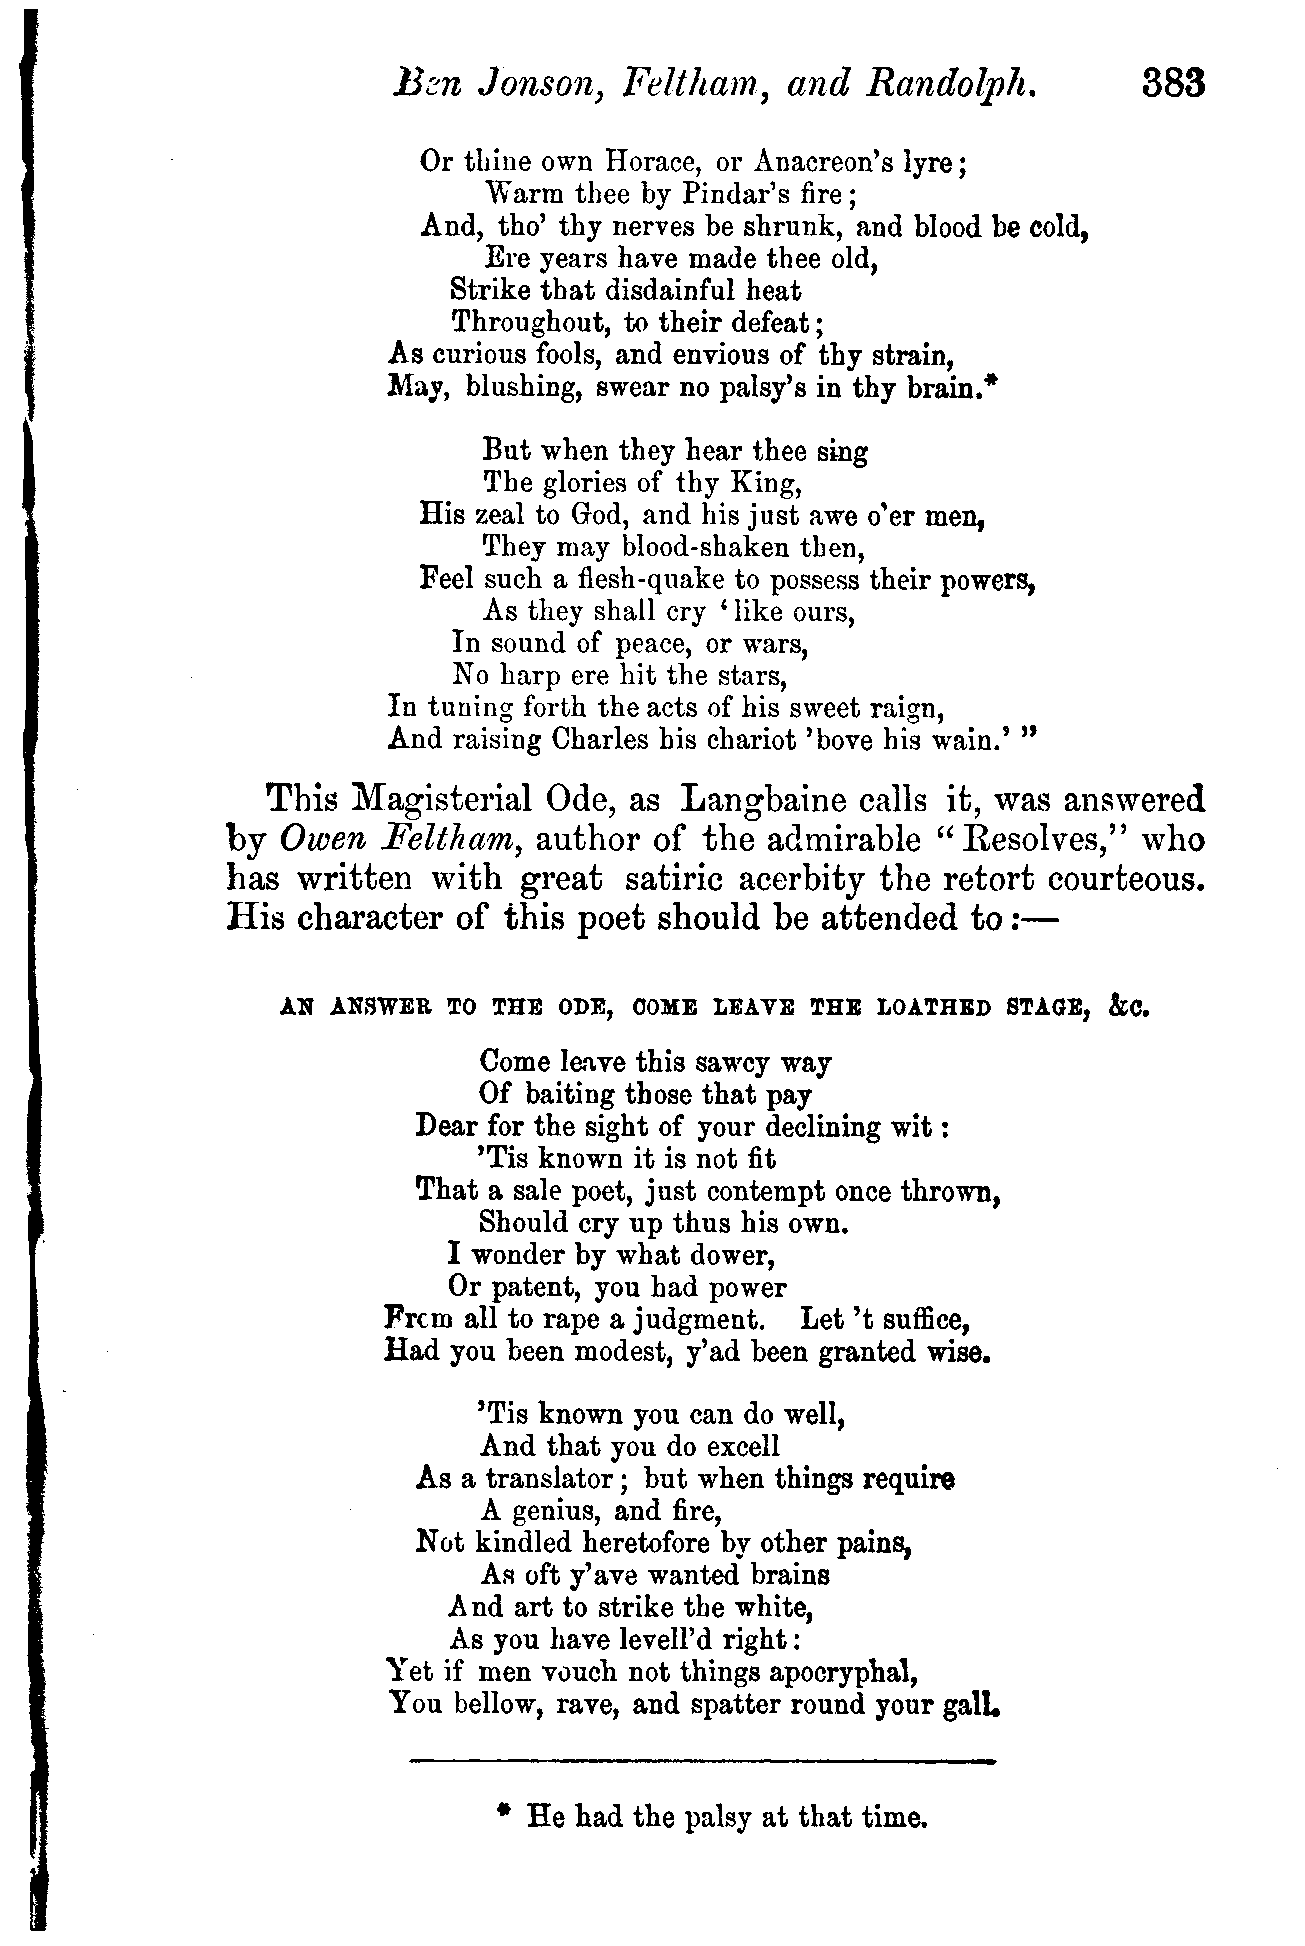 Ben Jonson, Feltham, and Randolph. 383
Or thine own Horace, or Anacreon's lyre;
Warm thee by Pindar's fire;
And, tho' thy nerves be shrunk, and blood be cold,
Ere years have made thee old,
Strike that disdainful heat
Throughout, to their defeat;
As curious fools, and envious of thy strain,
May, blushing, swear no palsy's in thy brain.*
But when they hear thee sing
The glories of thy King,
His zeal to God, and his just awe o'er men,
They may blood-shaken then,
Feel such a flesh-quake to possess their powers,
As they shall cry 'like ours,
In sound of peace, or wars,
No harp ere hit the stars,
In tuning forth the acts of his sweet raign,
And raising Charles his chariot 'bove his wain.' "
This Magisterial Ode, as Langbaine calls it, was answered
by Owen Feltham, author of the admirable "Resolves," who
has written with great satiric acerbity the retort courteous.
His character of this poet should be attended to:—
AN ANSWER TO THE ODE, COME LEAVE THE LOATHED STAGE, &C.
Come leave this sawcy way
Of baiting those that pay
Dear for the sight of your declining wit:
'Tis known it is not fit
That a sale poet, just contempt once thrown,
Should cry up thus his own.
I wonder by what dower,
Or patent, you had power
From all to rape a judgment. Let 't suffice,
Had you been modest, y'ad been granted wise.
'Tis known you can do well,
And that you do excell
As a translator; but when things require
A genius, and fire,
Not kindled heretofore by other pains,
As oft y'ave wanted brains
And art to strike the white,
As you have levell'd right:
Yet if men vouch not things apocryphal,
You bellow, rave, and spatter round your gall.
* He had the palsy at that time.